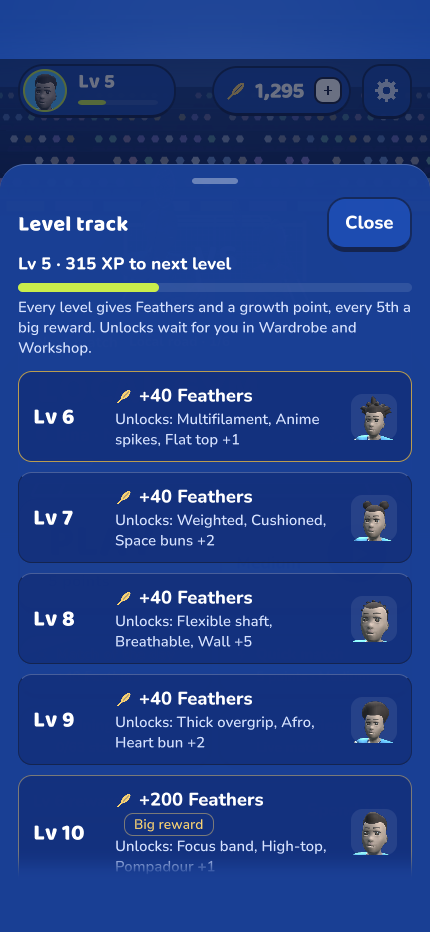 Lv 5
1,295
+
Level track
Close
Lv 5 · 315 XP to next level
Every level gives Feathers and a growth point, every 5th a
big reward. Unlocks wait for you in Wardrobe and
Workshop.
+40 Feathers
Lv 6
Unlocks: Multifilament, Anime
spikes, Flat top +1
+40 Feathers
Lv 7
Unlocks: Weighted, Cushioned,
Space buns +2
+40 Feathers
Lv 8
Unlocks: Flexible shaft,
Breathable, Wall +5
+40 Feathers
Lv 9
Unlocks: Thick overgrip, Afro,
Heart bun +2
+200 Feathers
Big reward
Lv 10
Unlocks: Focus band, High-top,
Pompadour +1